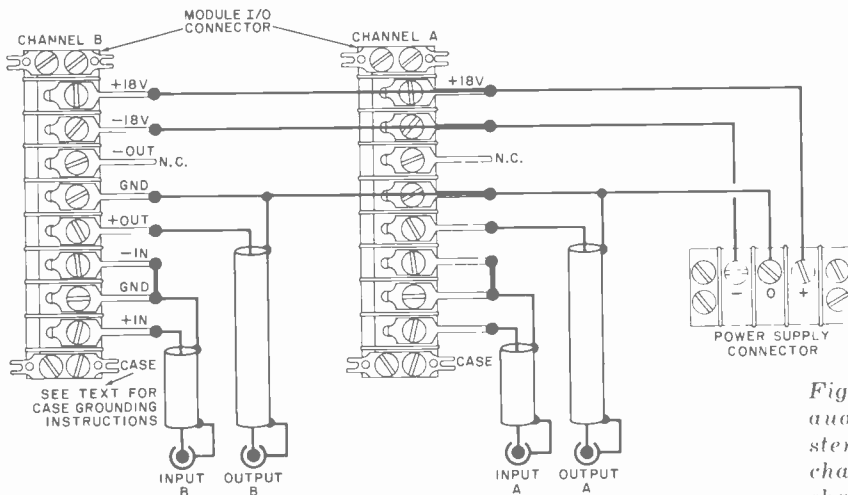 MODULE I/O
CONNECTOR
CHANNEL B
CHANNEL A
+18V
-18V
-OUT
N.C.
GND
+OUT
-IN
GND
+IN
CASE
SEE TEXT FOR
CASE GROUNDING
INSTRUCTIONS
INPUT
B
OUTPUT
B
+18V
N.C.
CASE
INPUT
A
OUTPUT
A
-
0
+
POWER SUPPLY
CONNECTOR
Fig
aud
ster
cha